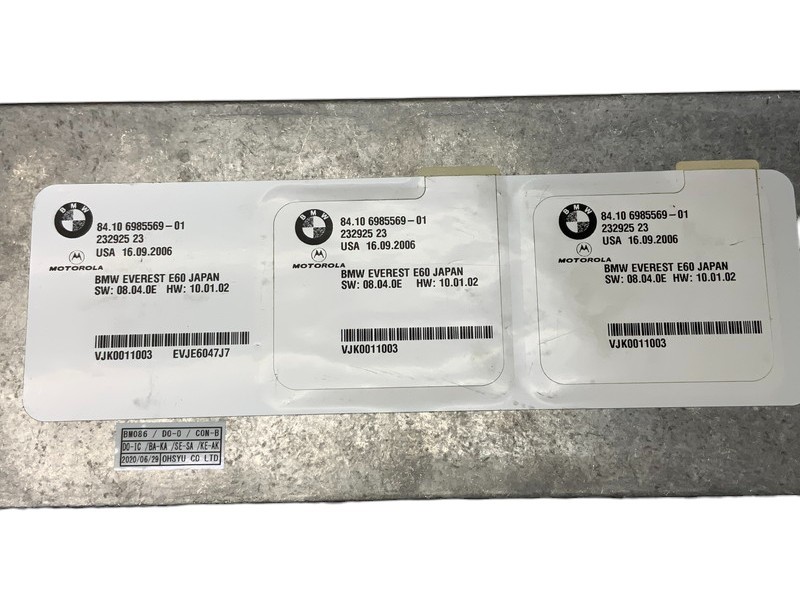 BMW
84.10 6985569-01
232925 23
USA 16.09.2006
MOTOROLA
BMW EVEREST E60 JAPAN
SW: 08.04.0E HW: 10.01.02
VJK0011003 EVJE6047J7
BMW
84.10 6985569-01
232925 23
USA 16.09.2006
MOTOROLA
BMW EVEREST E60 JAPAN
SW: 08.04.0E HW: 10.01.02
VJK0011003
BMW
84.10 6985569-01
232925 23
USA 16.09.2006
MOTOROLA
BMW EVEREST E60 JAPAN
SW: 08.04.0E HW: 10.01.02
VJK0011003
BM086 / DO-O / CON-B
DO-IC /BA-KA /SE-SA /KE-AK
2020/06/29 OHSYU CO LTD